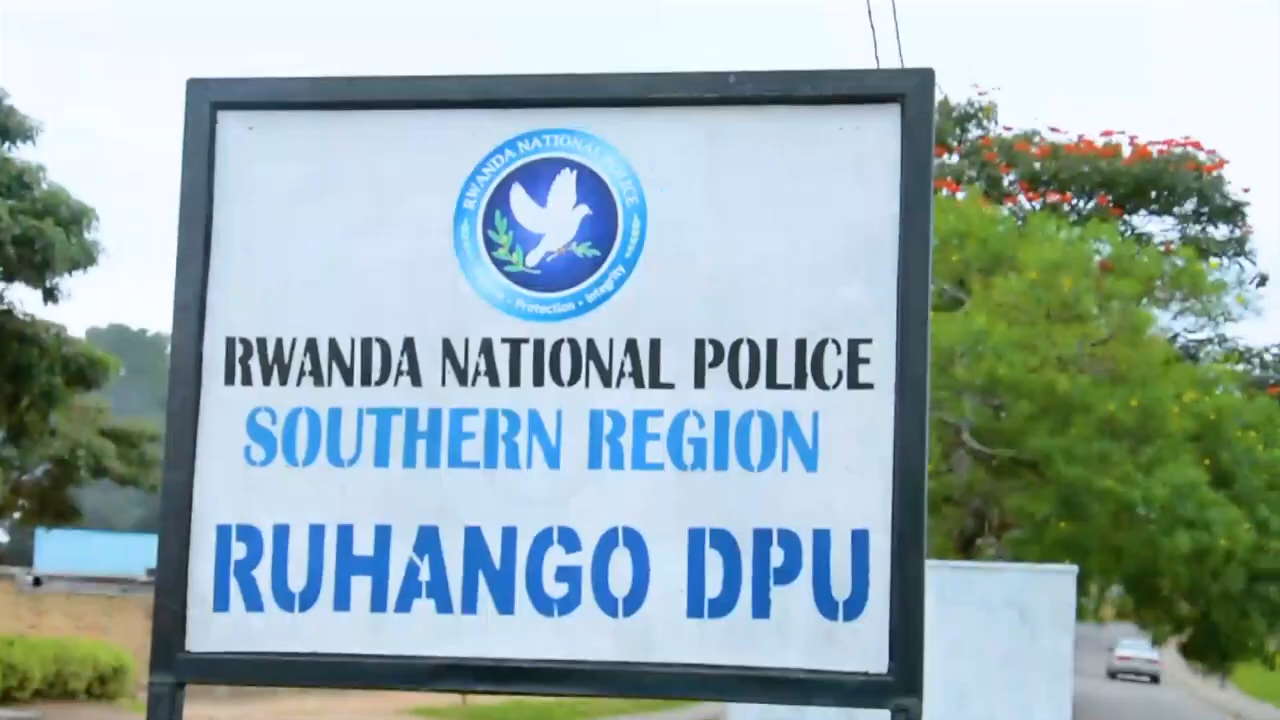 RWANDA NATIONAL POLICE
• Protection • Integrity
RWANDA NATIONAL POLICE
SOUTHERN REGION
RUHANGO DPU